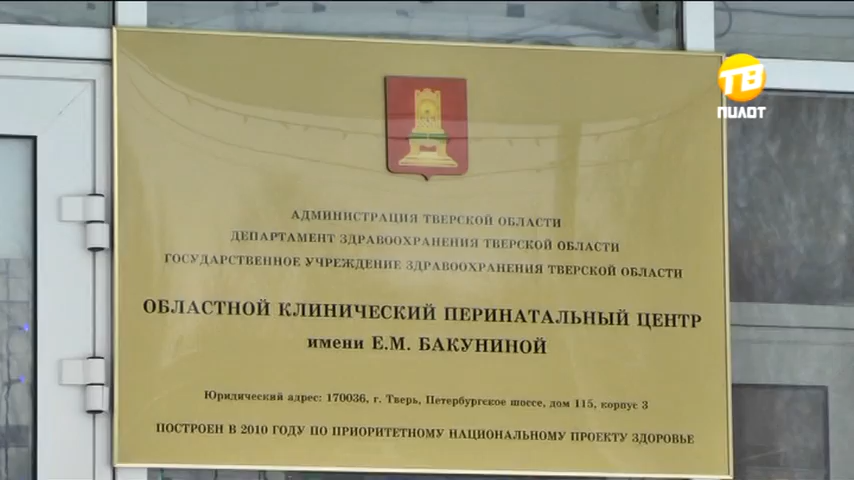 ТВ
ПИЛОТ
АДМИНИСТРАЦИЯ ТВЕРСКОЙ ОБЛАСТИ
ДЕПАРТАМЕНТ ЗДРАВООХРАНЕНИЯ ТВЕРСКОЙ ОБЛАСТИ
ГОСУДАРСТВЕННОЕ УЧРЕЖДЕНИЕ ЗДРАВООХРАНЕНИЯ ТВЕРСКОЙ ОБЛАСТИ
ОБЛАСТНОЙ КЛИНИЧЕСКИЙ ПЕРИНАТАЛЬНЫЙ ЦЕНТР
имени Е.М. БАКУНИНОЙ
Юридический адрес: 170036, г. Тверь, Петербургское шоссе, дом 115, корпус 3
ПОСТРОЕН В 2010 ГОДУ ПО ПРИОРИТЕТНОМУ НАЦИОНАЛЬНОМУ ПРОЕКТУ ЗДОРОВЬЕ